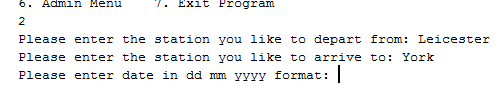 6. Admin Menu    7. Exit Program
2
Please enter the station you like to depart from: Leicester
Please enter the station you like to arrive to: York
Please enter date in dd mm yyyy format: